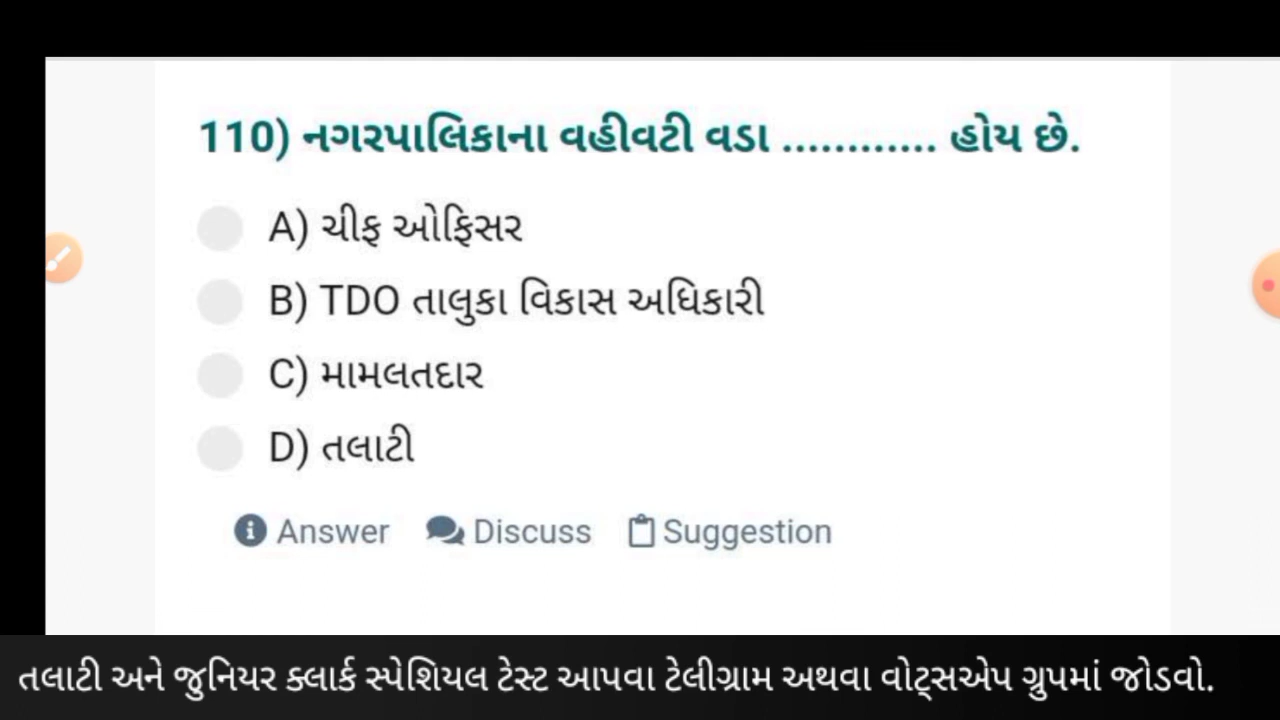 110) નગરપાલિકાના વહીવટી વડા ............ હોય છે.
A) ચીફ ઓફિસર
B) TDO તાલુકા વિકાસ અધિકારી
C) મામલતદાર
D) તલાટી
Answer Discuss Suggestion
તલાટી અને જુનિયર ક્લાર્ક સ્પેશિયલ ટેસ્ટ આપવા ટેલીગ્રામ અથવા વોટ્સએપ ગ્રુપમાં જોડવો.